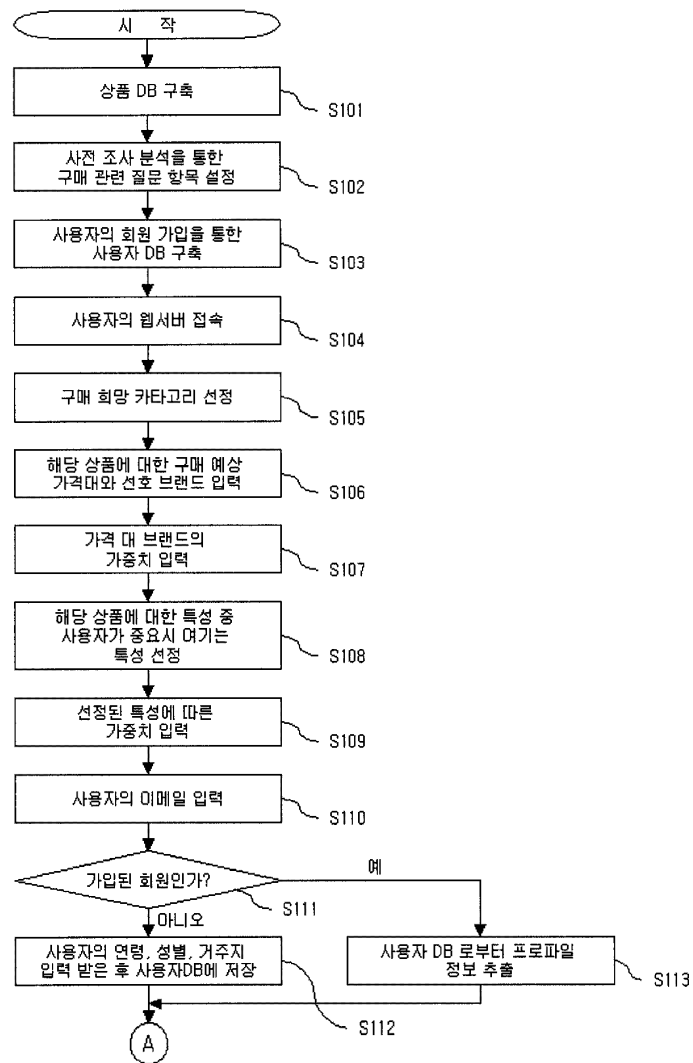 시 작
상품 DB 구축
S101
사전 조사 분석을 통한
구매 관련 질문 항목 설정
S102
사용자의 회원 가입을 통한
사용자 DB 구축
S103
사용자의 웹서버 접속
S104
구매 희망 카타고리 선정
S105
해당 상품에 대한 구매 예상
가격대와 선호 브랜드 입력
S106
가격 대 브랜드의
가중치 입력
S107
해당 상품에 대한 특성 중
사용자가 중요시 여기는
특성 선정
S108
선정된 특성에 따른
가중치 입력
S109
사용자의 이메일 입력
S110
가입된 회원인가?
예
S111
아니오
사용자의 연령, 성별, 거주지
입력 받은 후 사용자DB에 저장
S112
사용자 DB 로부터 프로파일
정보 추출
S113
A